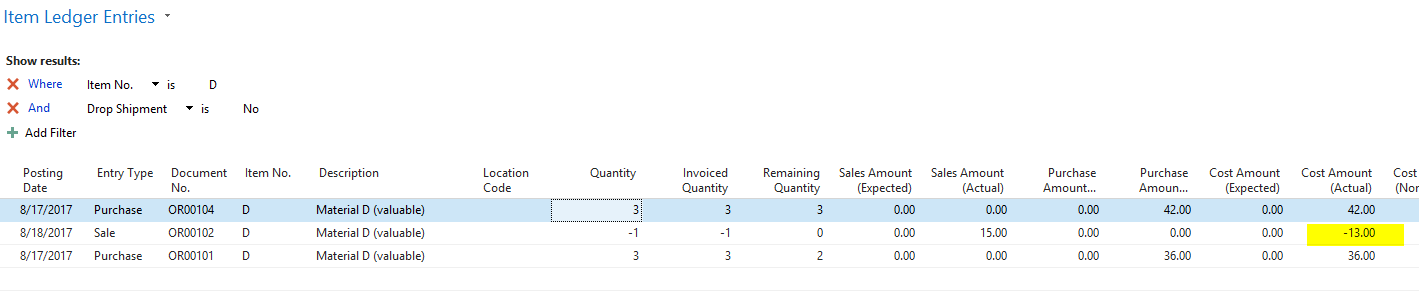 Item Ledger Entries
Show results:
Where Item No. is D
And Drop Shipment is No
Add Filter
Posting Date Entry Type Document No. Item No. Description Location Code Quantity Invoiced Quantity Remaining Quantity Sales Amount (Expected) Sales Amount (Actual) Purchase Amount... Purchase Amoun... Cost Amount (Expected) Cost Amount (Actual) Cost (Non
8/17/2017 Purchase OR00104 D Material D (valuable) 3 3 3 0.00 0.00 0.00 42.00 0.00 42.00
8/18/2017 Sale OR00102 D Material D (valuable) -1 -1 0 0.00 15.00 0.00 0.00 0.00 -13.00
8/17/2017 Purchase OR00101 D Material D (valuable) 3 3 2 0.00 0.00 0.00 36.00 0.00 36.00